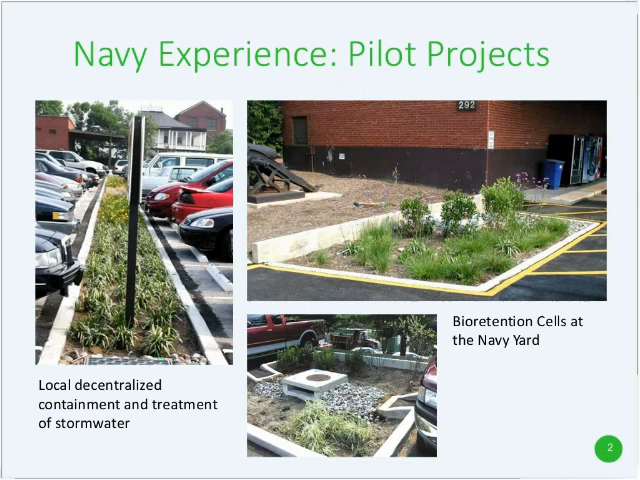 Navy Experience: Pilot Projects
292
Bioretention Cells at
the Navy Yard
Local decentralized
containment and treatment
of stormwater
2